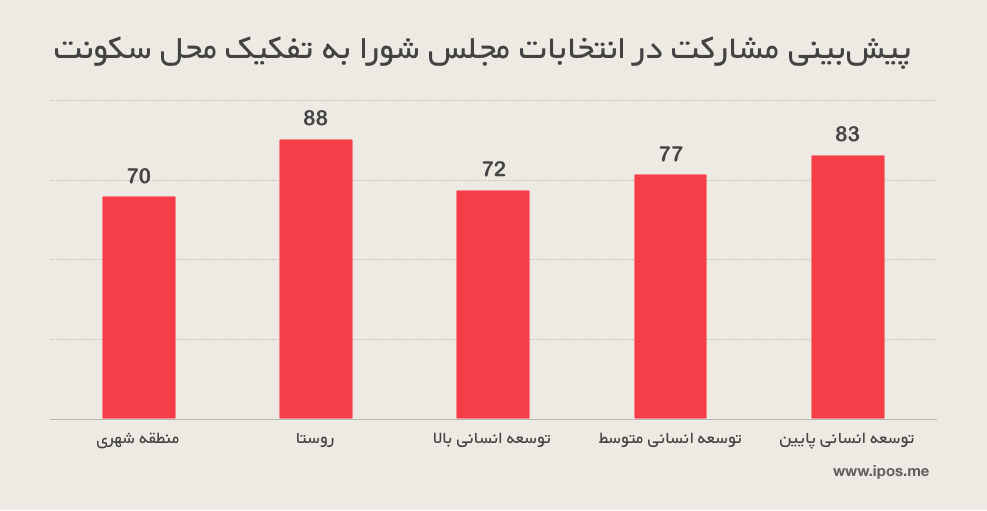 پیش‌بینی مشارکت در انتخابات مجلس شورا به تفکیک محل سکونت
70
88
72
77
83
منطقه شهری
روستا
توسعه انسانی بالا
توسعه انسانی متوسط
توسعه انسانی پایین
www.ipos.me